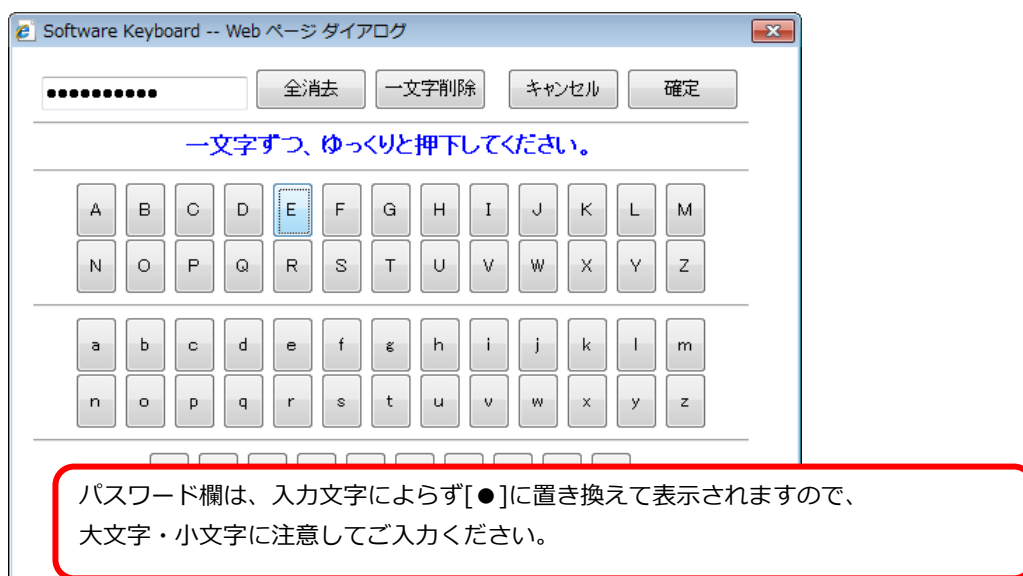 Software Keyboard -- Web ページ ダイアログ
●●●●●●●●●● 全消去 一文字削除 キャンセル 確定
一文字ずつ、ゆっくりと押下してください。
A B C D E F G H I J K L M
N O P Q R S T U V W X Y Z
a b c d e f g h i j k l m
n o p q r s t u v w x y z
パスワード欄は、入力文字によらず[●]に置き換えて表示されますので、
大文字・小文字に注意してご入力ください。